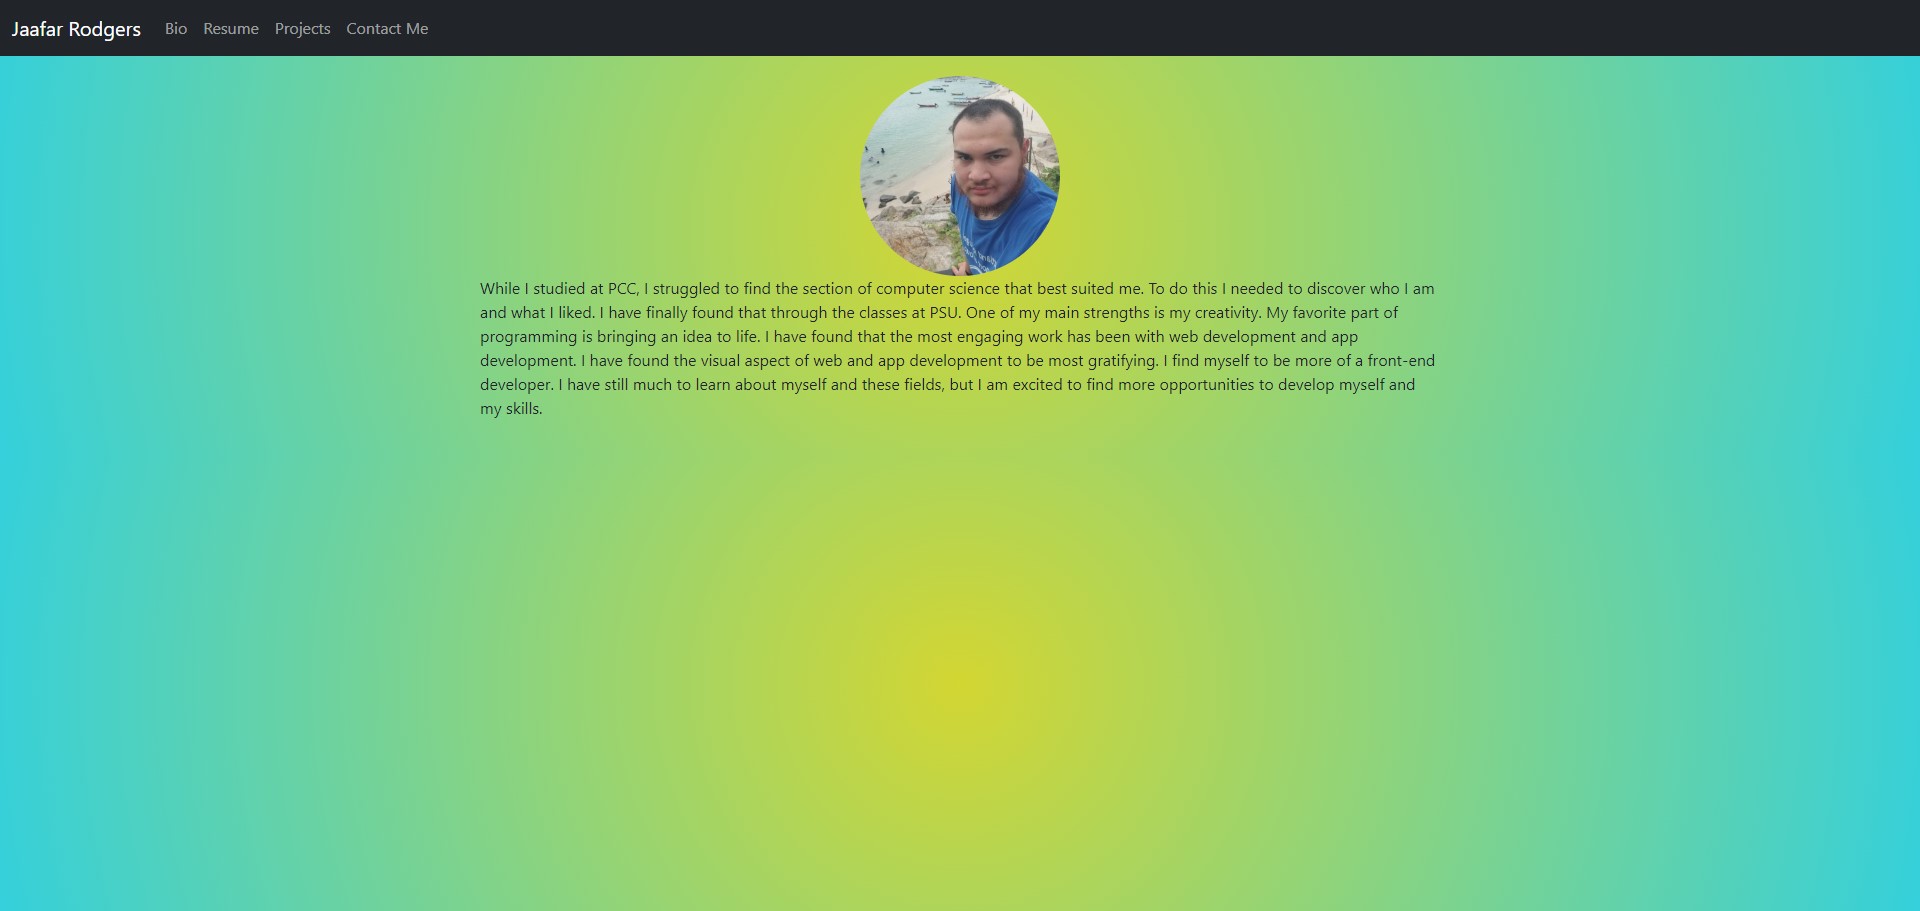 Jaafar Rodgers Bio Resume Projects Contact Me
While I studied at PCC, I struggled to find the section of computer science that best suited me. To do this I needed to discover who I am
and what I liked. I have finally found that through the classes at PSU. One of my main strengths is my creativity. My favorite part of
programming is bringing an idea to life. I have found that the most engaging work has been with web development and app
development. I have found the visual aspect of web and app development to be most gratifying. I find myself to be more of a front-end
developer. I have still much to learn about myself and these fields, but I am excited to find more opportunities to develop myself and
my skills.